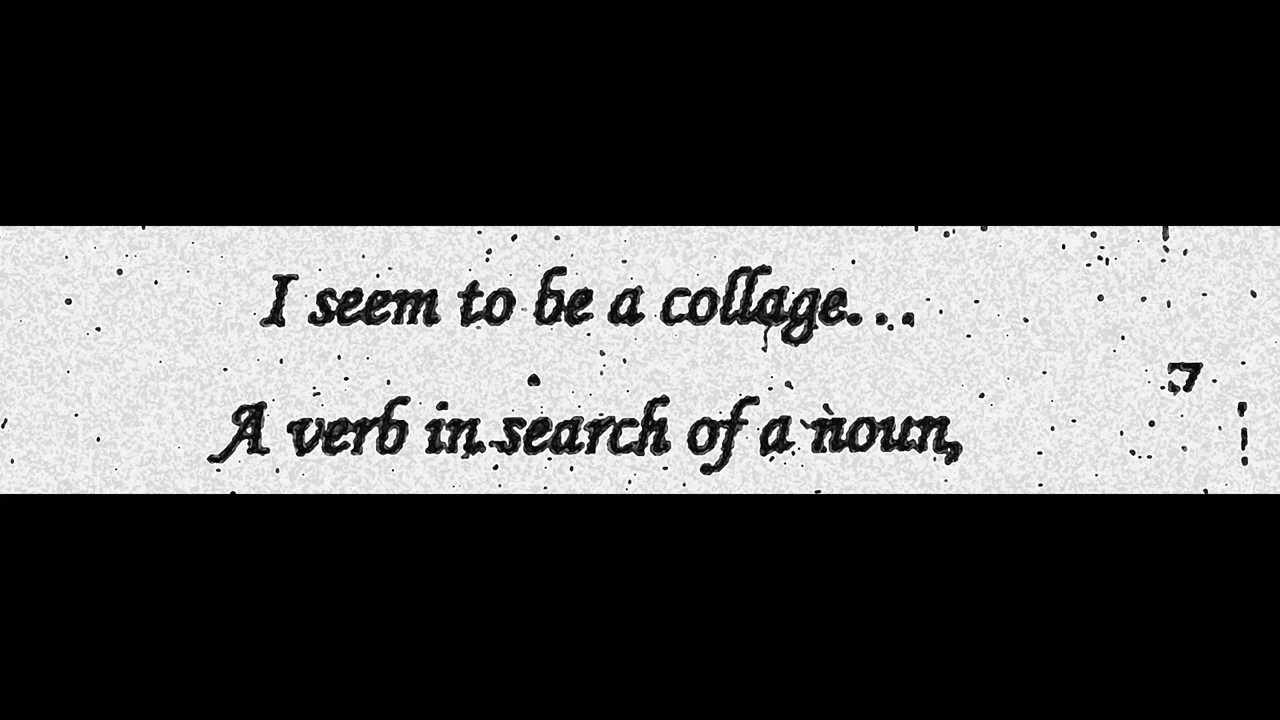 I seem to be a collage...
A verb in search of a noun,